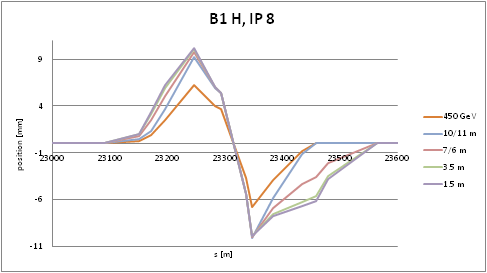 B1 H, IP 8
9
4
-1
-6
-11
position [mm]
23000 23100 23200 23300 23400 23500 23600
s [m]
450 GeV
10/11 m
7/6 m
3.5 m
1.5 m